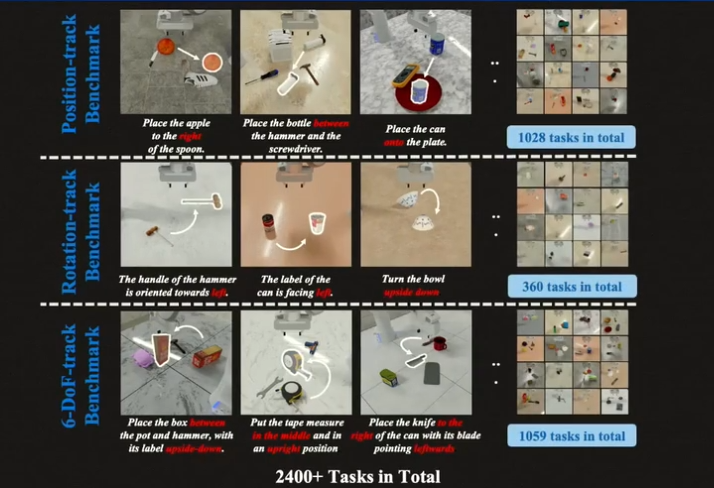 Position-track
Benchmark
Place the apple
to the right
of the spoon.
Place the bottle between
the hammer and the
screwdriver.
Place the can
onto the plate.
1028 tasks in total
Rotation-track
Benchmark
The handle of the hammer
is oriented towards left.
The label of the
can is facing left.
Turn the bowl
upside down
360 tasks in total
6-DoF-track
Benchmark
Place the box between
the pot and hammer, with
its label upside-down.
Put the tape measure
in the middle and in
an upright position
Place the knife to the
right of the can with its blade
pointing leftwards
1059 tasks in total
2400+ Tasks in Total